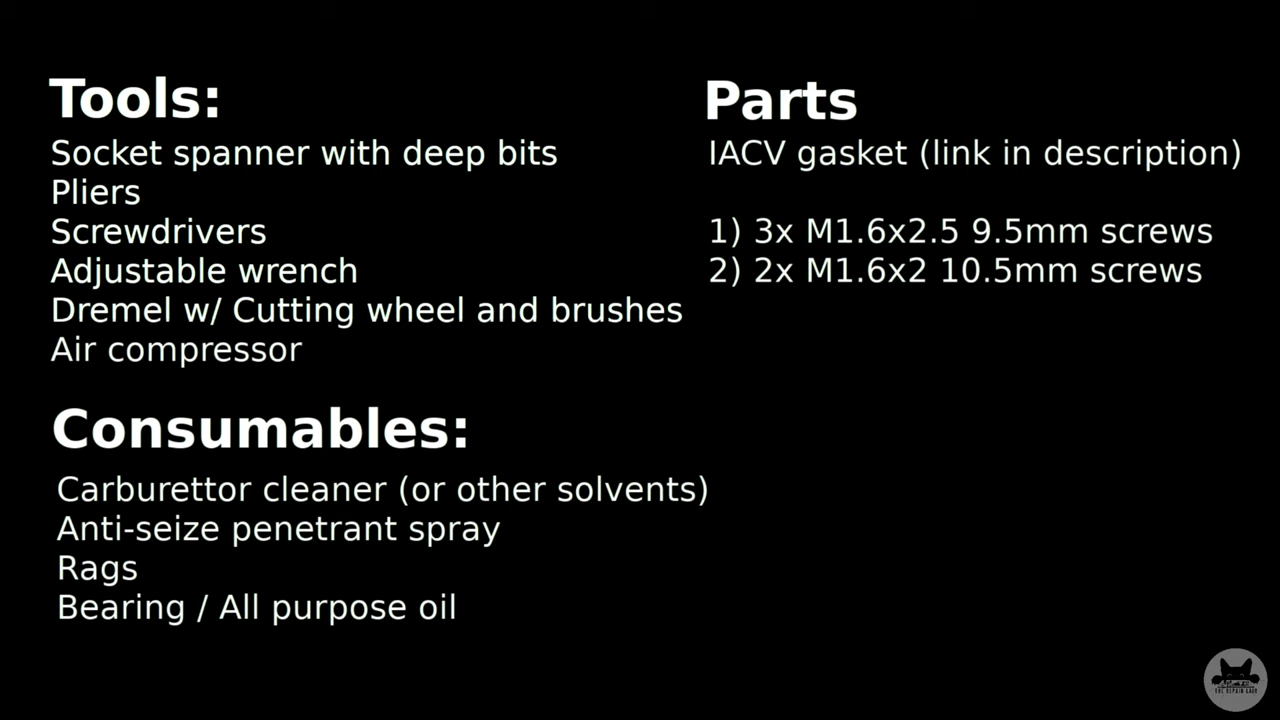 Tools:
Socket spanner with deep bits
Pliers
Screwdrivers
Adjustable wrench
Dremel w/ Cutting wheel and brushes
Air compressor
Consumables:
Carburettor cleaner (or other solvents)
Anti-seize penetrant spray
Rags
Bearing / All purpose oil
Parts
IACV gasket (link in description)
1) 3x M1.6x2.5 9.5mm screws
2) 2x M1.6x2 10.5mm screws
THE REPAIR